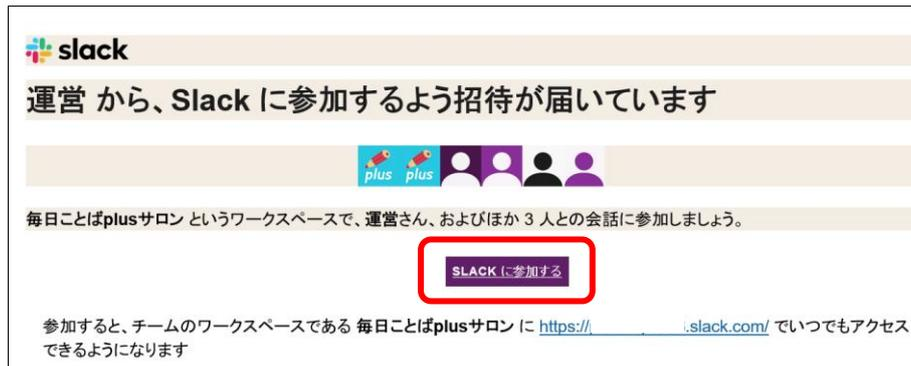 slack
運営 から、Slack に参加するよう招待が届いています
plus plus
毎日ことばplusサロン というワークスペースで、運営さん、およびほか 3 人との会話に参加しましょう。
SLACK に参加する
参加すると、チームのワークスペースである 毎日ことばplusサロン に https:// .slack.com/ でいつでもアクセス
できるようになります